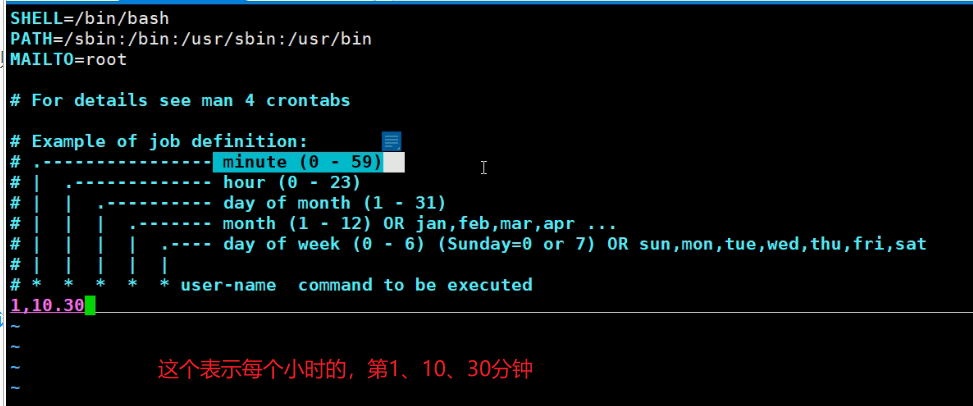 SHELL=/bin/bash
PATH=/sbin:/bin:/usr/sbin:/usr/bin
MAILTO=root
# For details see man 4 crontabs
# Example of job definition:
# .---------------- minute (0 - 59)
# |  .------------- hour (0 - 23)
# |  |  .---------- day of month (1 - 31)
# |  |  |  .------- month (1 - 12) OR jan,feb,mar,apr ...
# |  |  |  |  .---- day of week (0 - 6) (Sunday=0 or 7) OR sun,mon,tue,wed,thu,fri,sat
# |  |  |  |  |
# *  *  *  *  * user-name  command to be executed
1,10.30
~
~
~
这个表示每个小时的，第1、10、30分钟
~